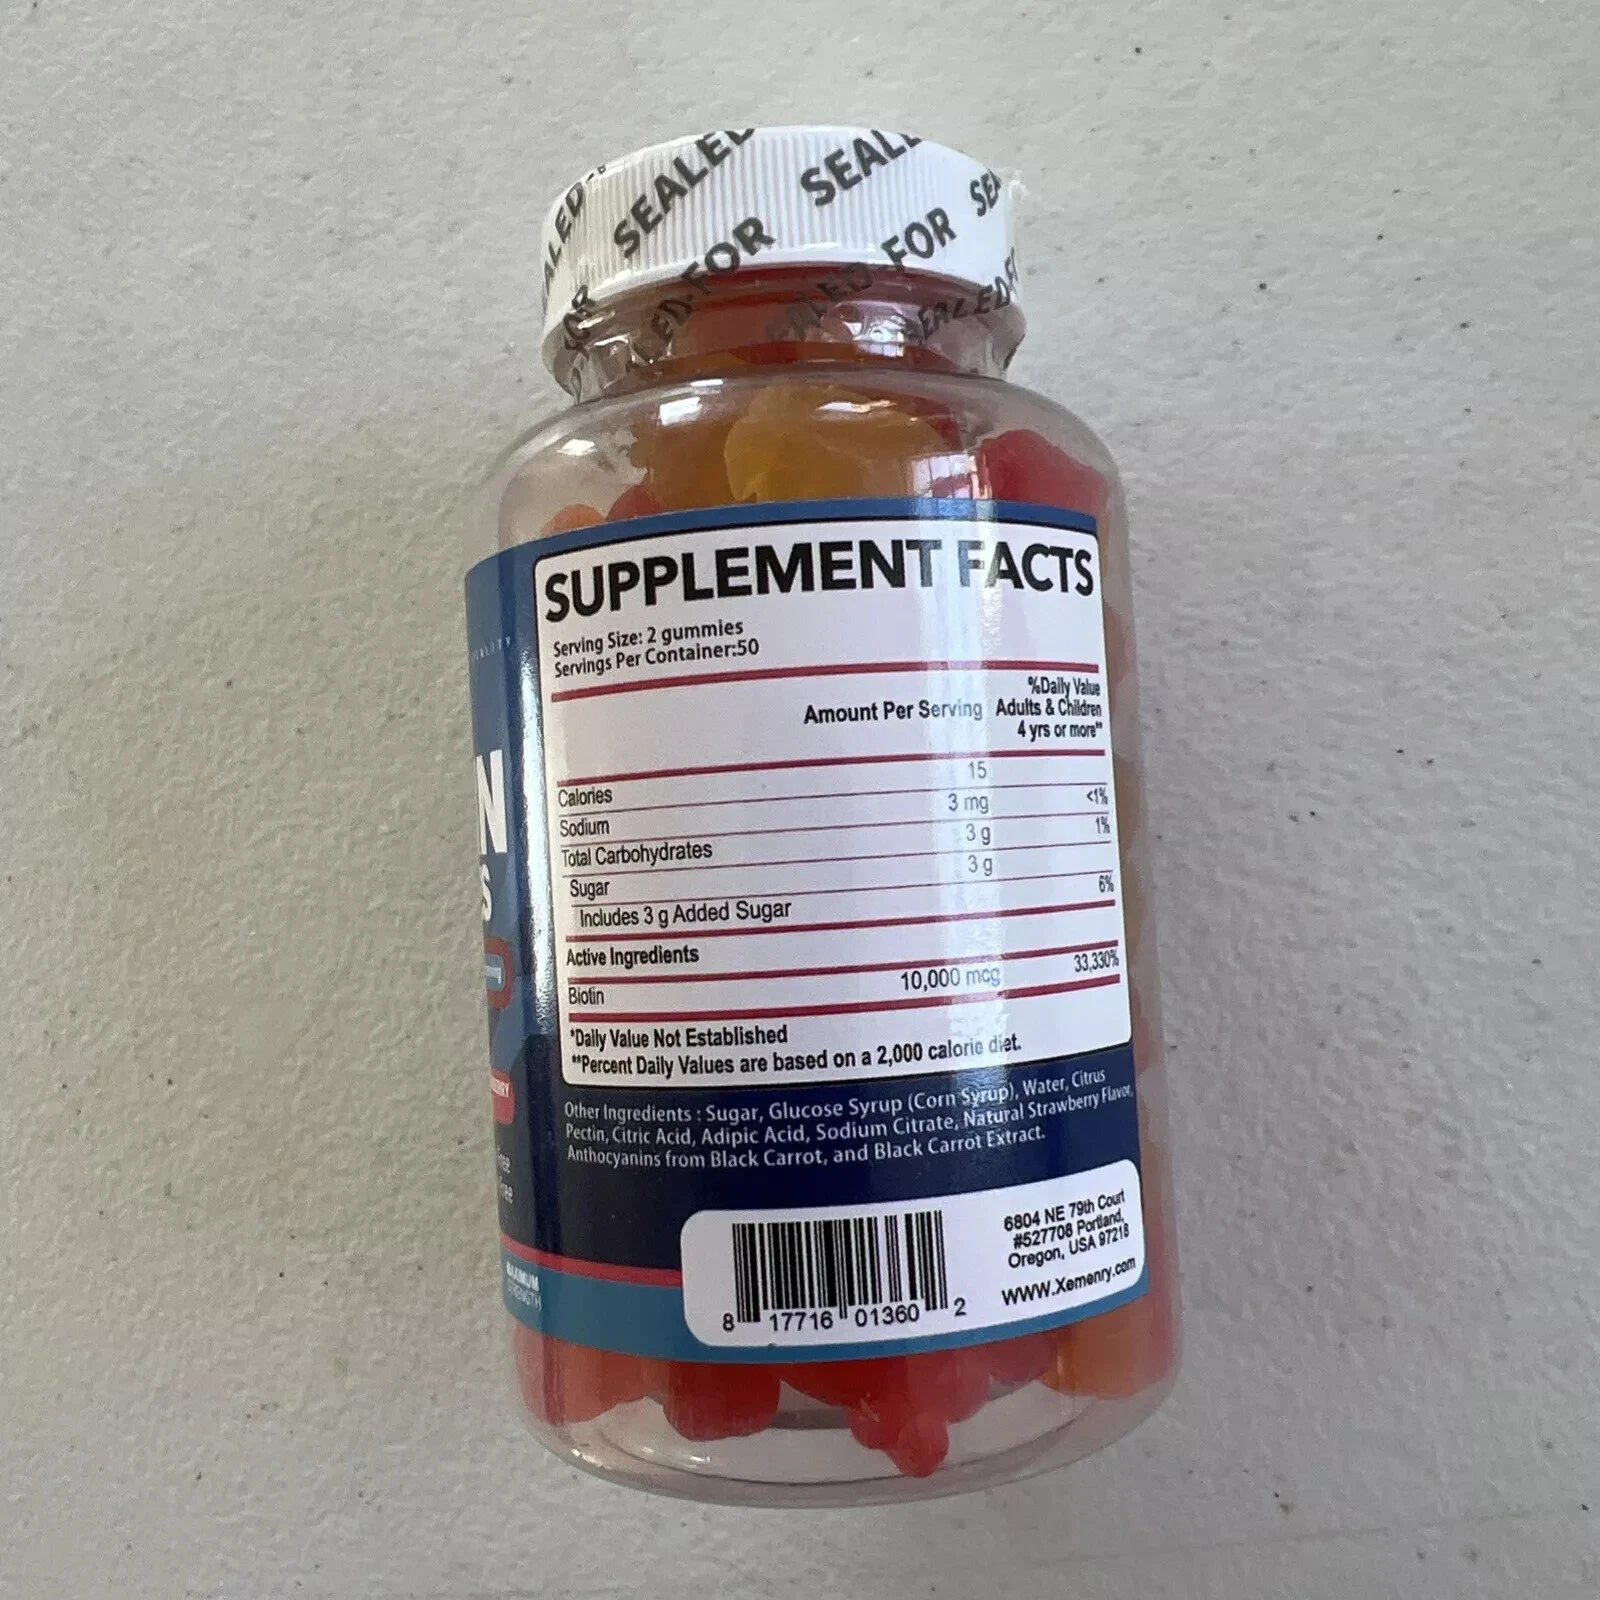 SEALED
SEAL
SEALED-FOR
SEALED-FOR
SUPPLEMENT FACTS
Serving Size: 2 gummies
Servings Per Container:50
Amount Per Serving
%Daily Value
Adults & Children
4 yrs or more**
Calories 15
Sodium 3 mg <1%
Total Carbohydrates 3 g 1%
Sugar 3 g
Includes 3 g Added Sugar 6%
Active Ingredients
Biotin 10,000 mcg 33,330%
*Daily Value Not Established
**Percent Daily Values are based on a 2,000 calorie diet.
Other Ingredients : Sugar, Glucose Syrup (Corn Syrup), Water, Citrus
Pectin, Citric Acid, Adipic Acid, Sodium Citrate, Natural Strawberry Flavor,
Anthocyanins from Black Carrot, and Black Carrot Extract.
6804 NE 79th Court
#527708 Portland,
Oregon, USA 97218
WWW.Xemenry.com
8 17716 01360 2
MAXIMUM
STRENGTH